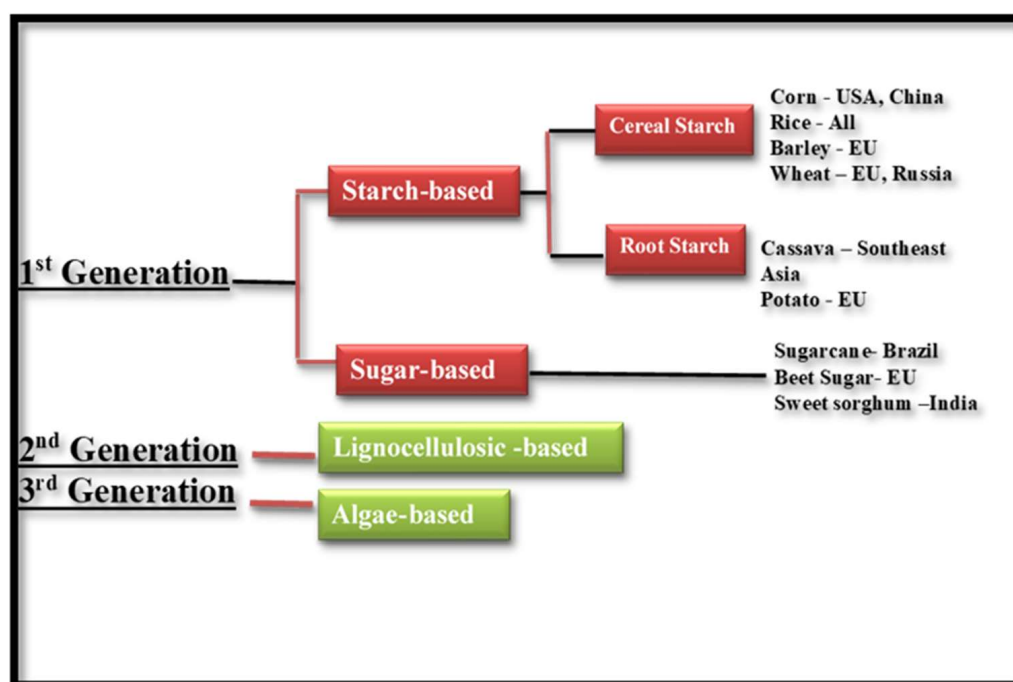 Corn - USA, China
Rice - All
Barley - EU
Wheat – EU, Russia
Cereal Starch
Starch-based
Root Starch
Cassava – Southeast
Asia
Potato - EU
1st Generation
Sugar-based
Sugarcane- Brazil
Beet Sugar- EU
Sweet sorghum –India
2nd Generation
Lignocellulosic -based
3rd Generation
Algae-based